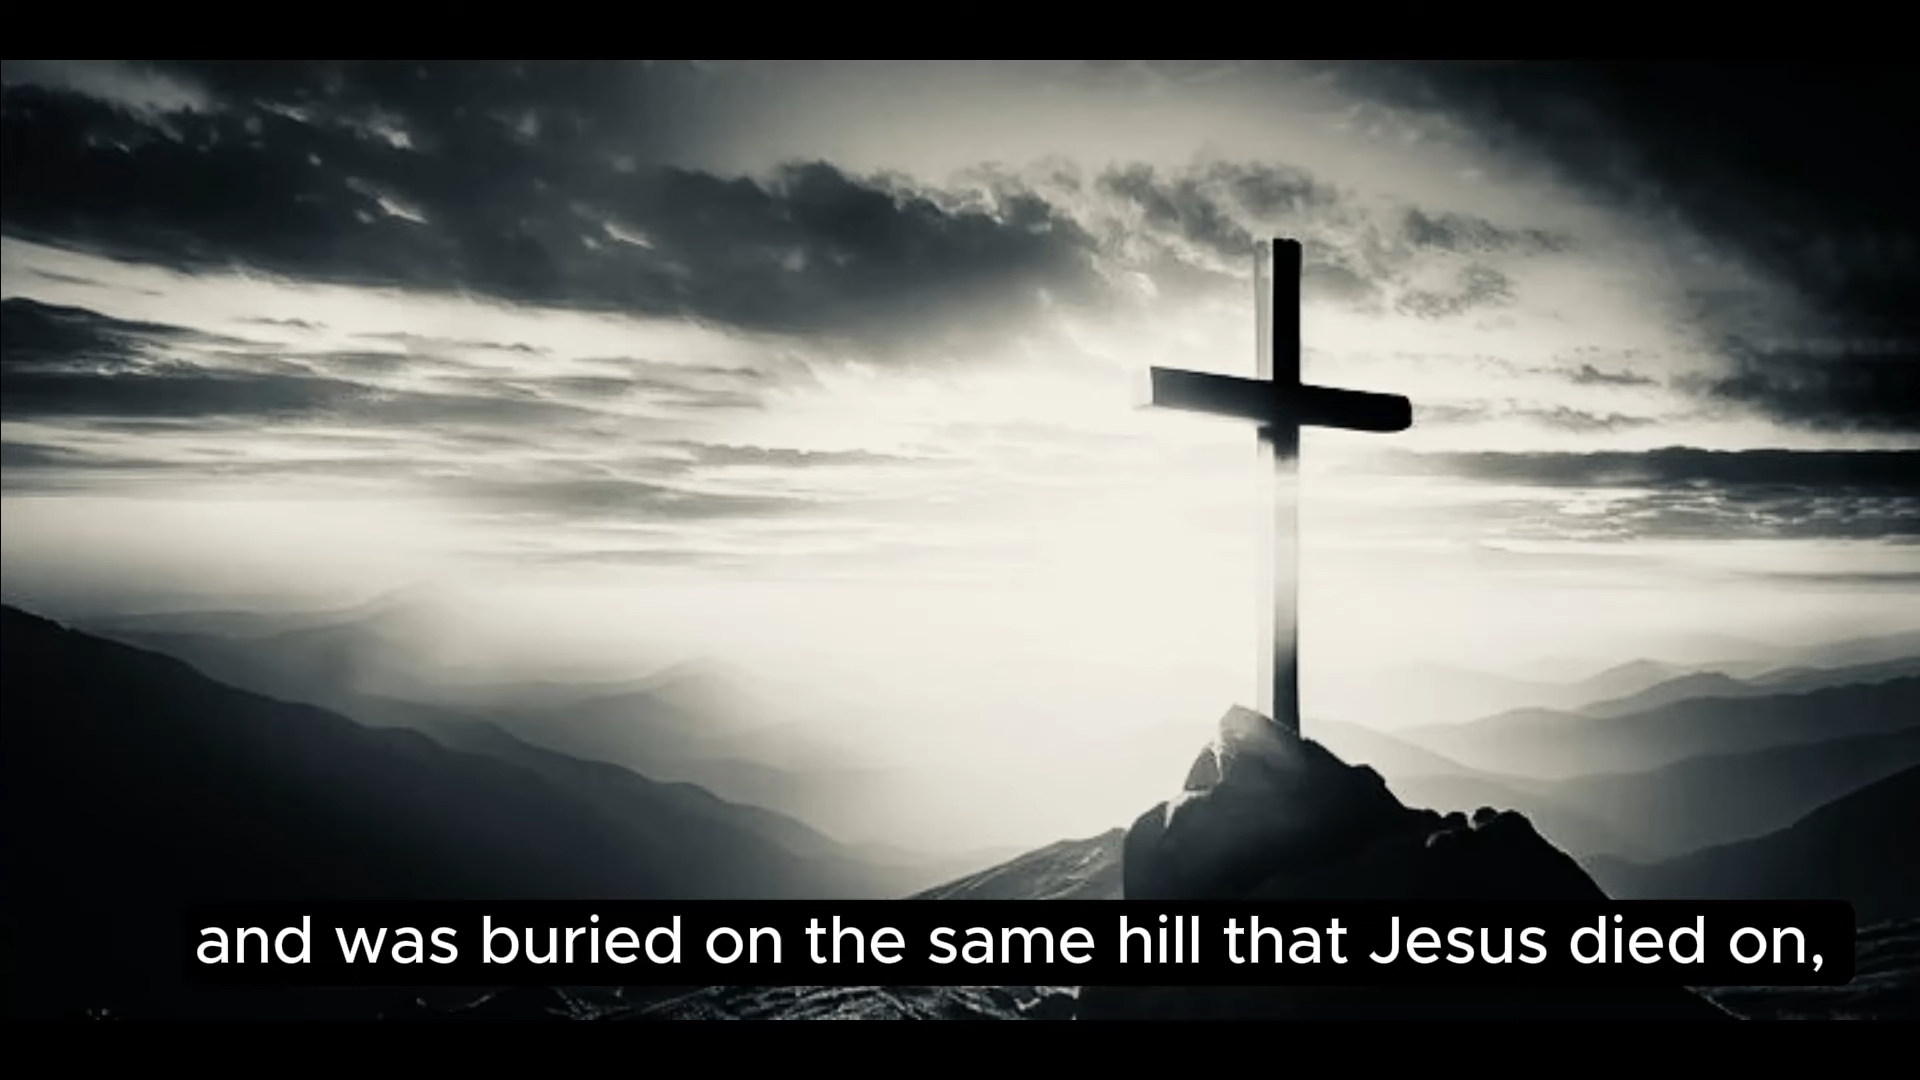 and was buried on the same hill that Jesus died on,